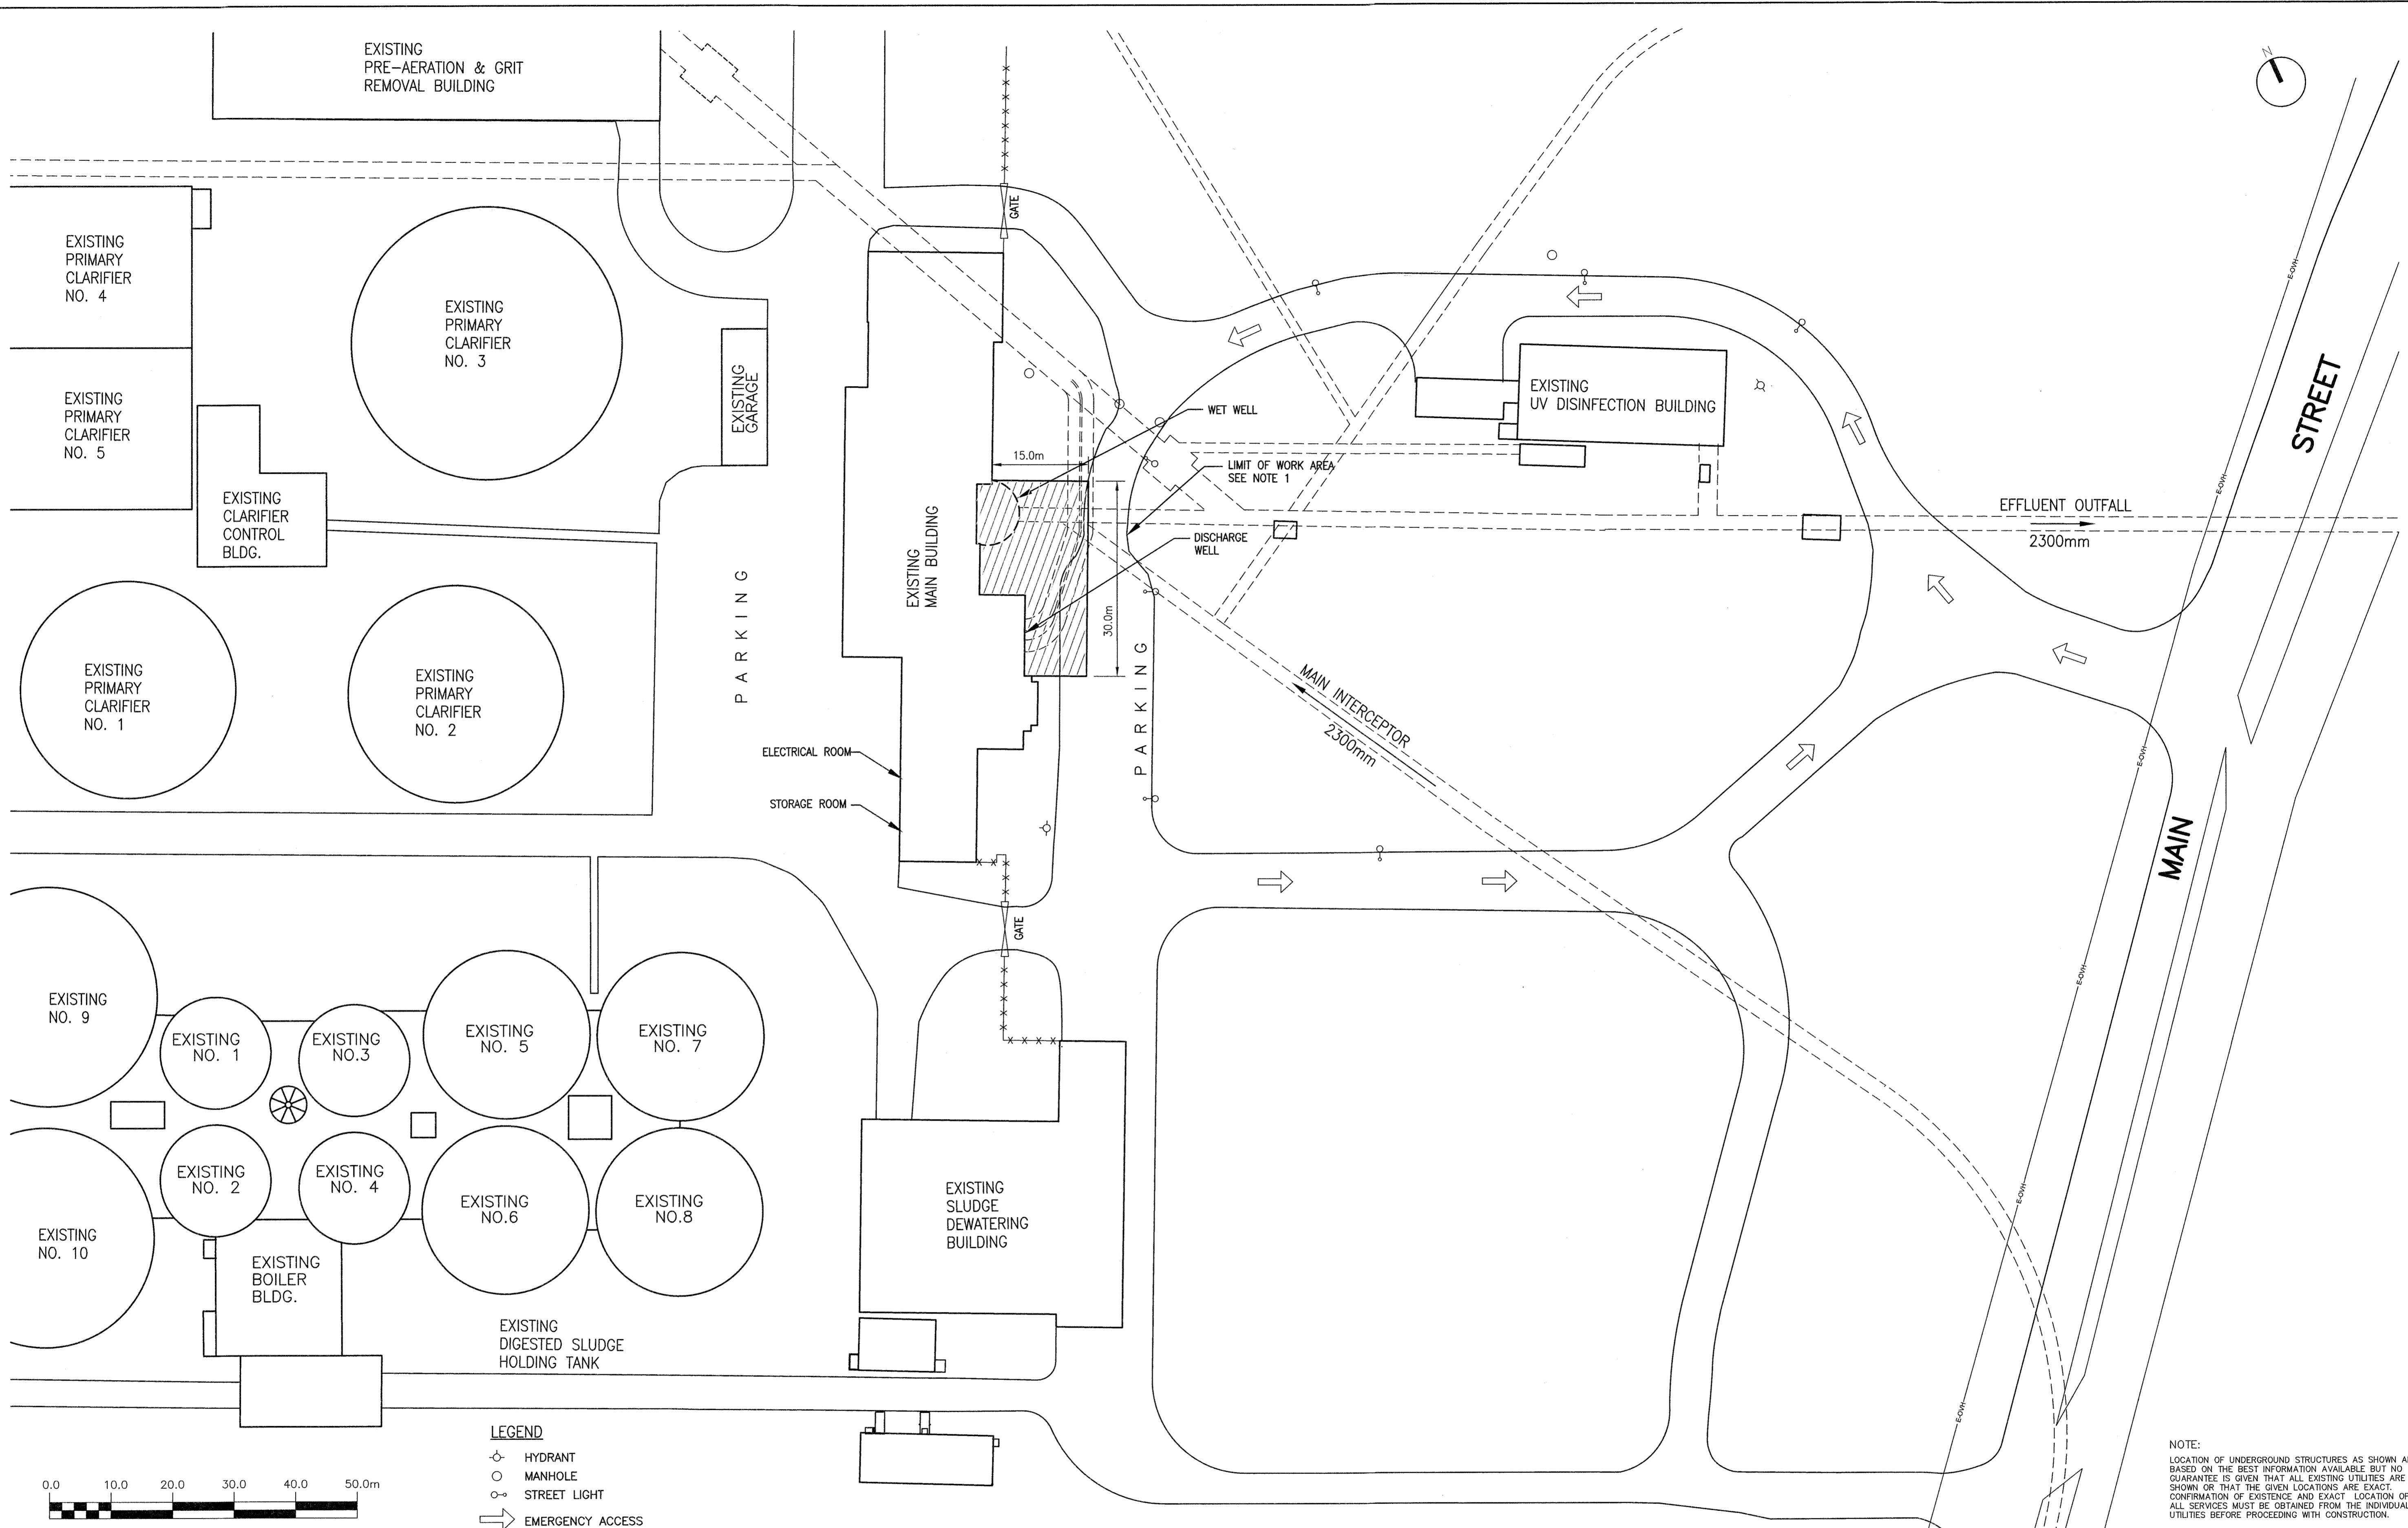 EXISTING
PRE-AERATION & GRIT
REMOVAL BUILDING
N
GATE
EXISTING
PRIMARY
CLARIFIER
NO. 4
EXISTING
PRIMARY
CLARIFIER
NO. 3
EXISTING
PRIMARY
CLARIFIER
NO. 5
EXISTING
GARAGE
WET WELL
15.0m
LIMIT OF WORK AREA
SEE NOTE 1
EXISTING
UV DISINFECTION BUILDING
E-OVH
STREET
E-OVH
EXISTING
CLARIFIER
CONTROL
BLDG.
EXISTING
MAIN BUILDING
DISCHARGE
WELL
EFFLUENT OUTFALL
2300mm
PARKING
30.0m
PARKING
MAIN INTERCEPTOR
2300mm
EXISTING
PRIMARY
CLARIFIER
NO. 1
EXISTING
PRIMARY
CLARIFIER
NO. 2
ELECTRICAL ROOM
STORAGE ROOM
E-OVH
MAIN
GATE
E-OVH
EXISTING
NO. 9
EXISTING
NO. 1
EXISTING
NO.3
EXISTING
NO. 5
EXISTING
NO. 7
EXISTING
NO. 2
EXISTING
NO. 4
EXISTING
NO.6
EXISTING
NO.8
EXISTING
NO. 10
EXISTING
BOILER
BLDG.
EXISTING
SLUDGE
DEWATERING
BUILDING
E-OVH
EXISTING
DIGESTED SLUDGE
HOLDING TANK
E-OVH
LEGEND
HYDRANT
MANHOLE
STREET LIGHT
EMERGENCY ACCESS
0.0 10.0 20.0 30.0 40.0 50.0m
NOTE:
LOCATION OF UNDERGROUND STRUCTURES AS SHOWN
BASED ON THE BEST INFORMATION AVAILABLE BUT NO
GUARANTEE IS GIVEN THAT ALL EXISTING UTILITIES ARE
SHOWN OR THAT THE GIVEN LOCATIONS ARE EXACT.
CONFIRMATION OF EXISTENCE AND EXACT LOCATION OF
ALL SERVICES MUST BE OBTAINED FROM THE INDIVIDUAL
UTILITIES BEFORE PROCEEDING WITH CONSTRUCTION.